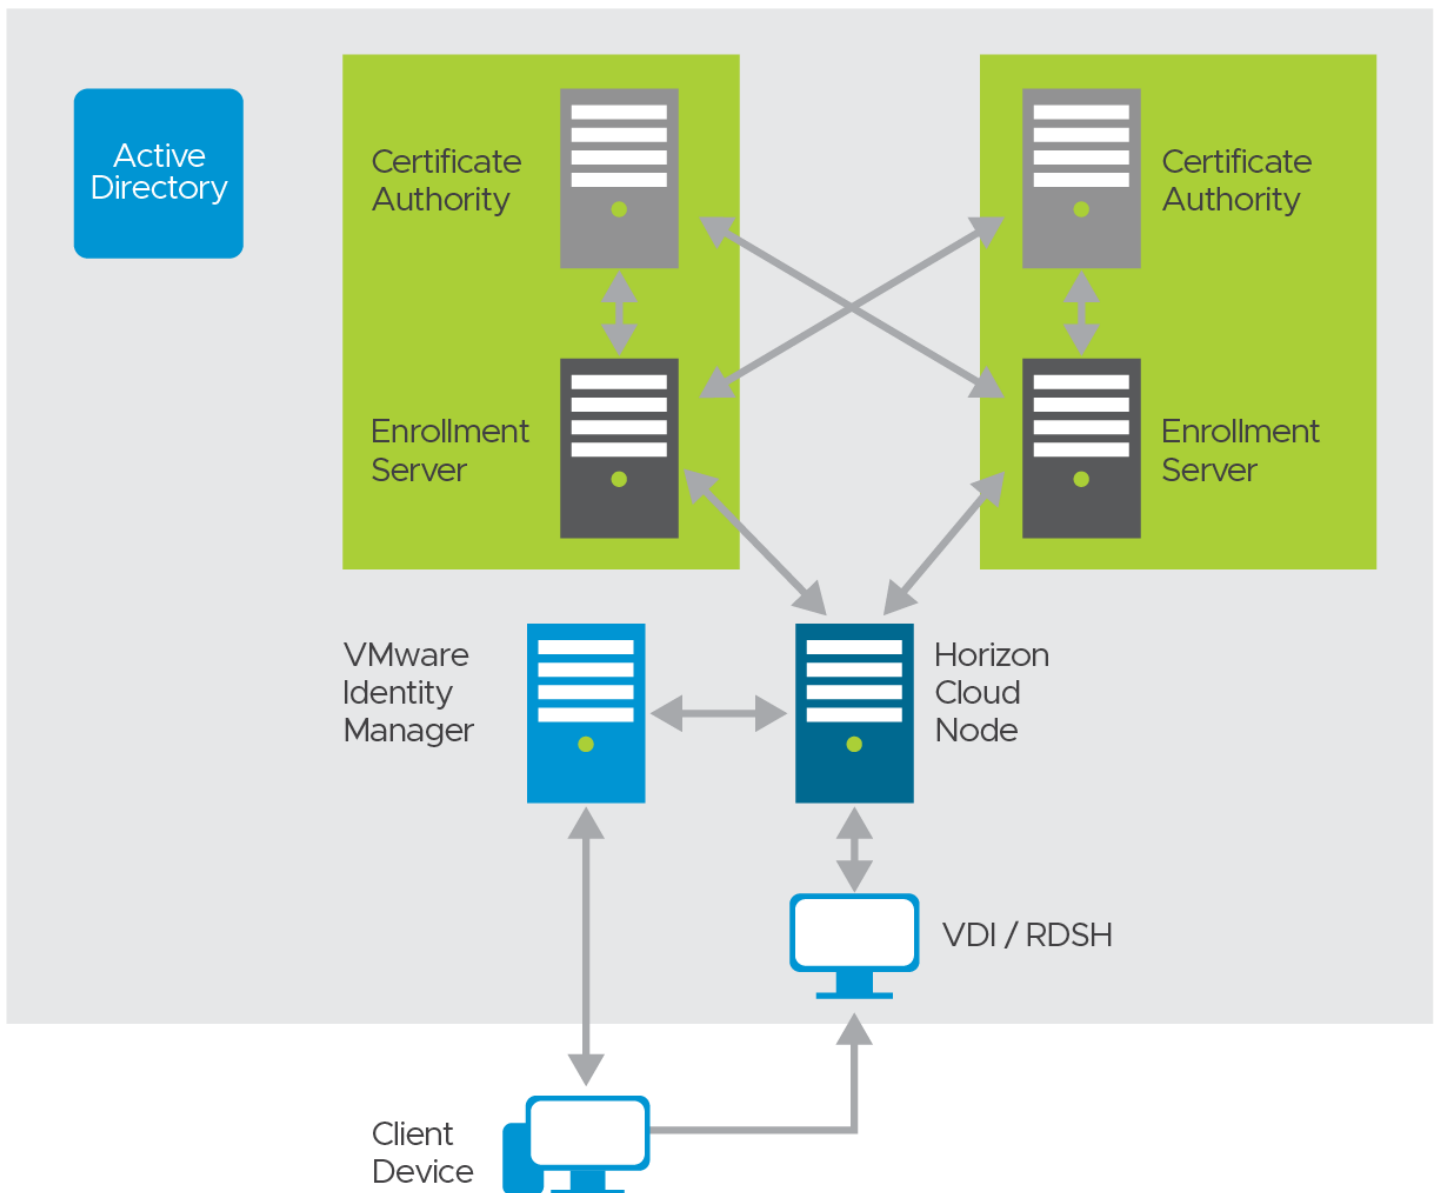 Active
Directory
Certificate
Authority
Certificate
Authority
Enrollment
Server
Enrollment
Server
VMware
Identity
Manager
Horizon
Cloud
Node
VDI / RDSH
Client
Device